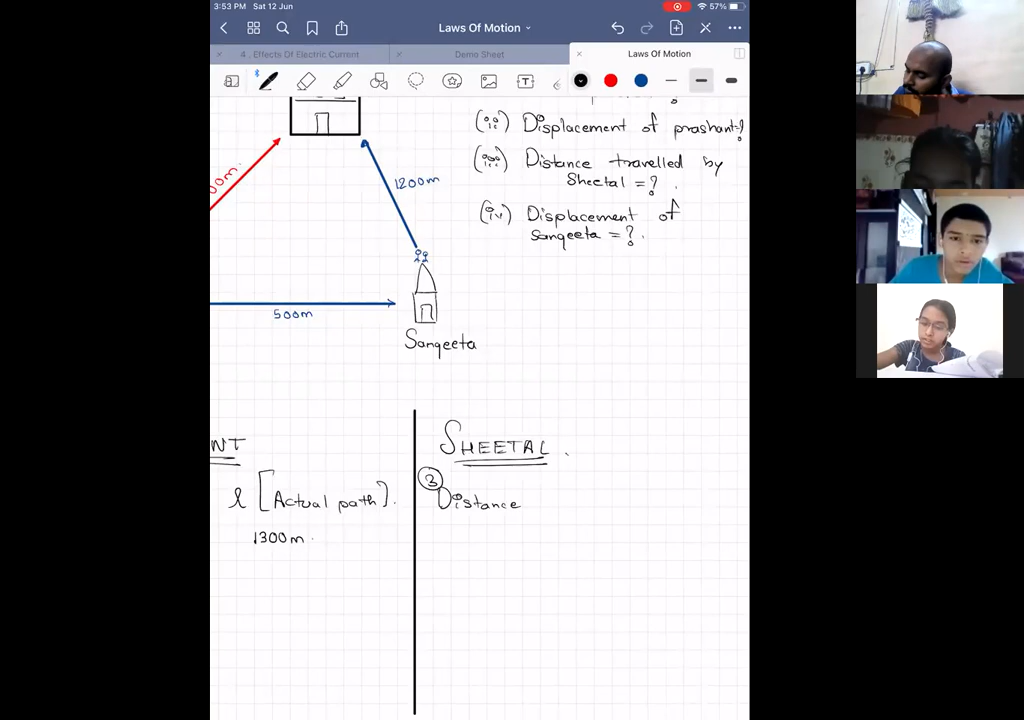 3:53 PM Sat 12 Jun
57%
Laws Of Motion
4 . Effects Of Electric Current
Demo Sheet
Laws Of Motion
(ii) Displacement of prashant=?
(iii) Distance travelled by
Sheetal = ? .
(iv) Displacement of
sangeeta = ?.
00m
1200m
500m
Sangeeta
NT
SHEETAL .
3
Distance
[Actual path].
1300m.